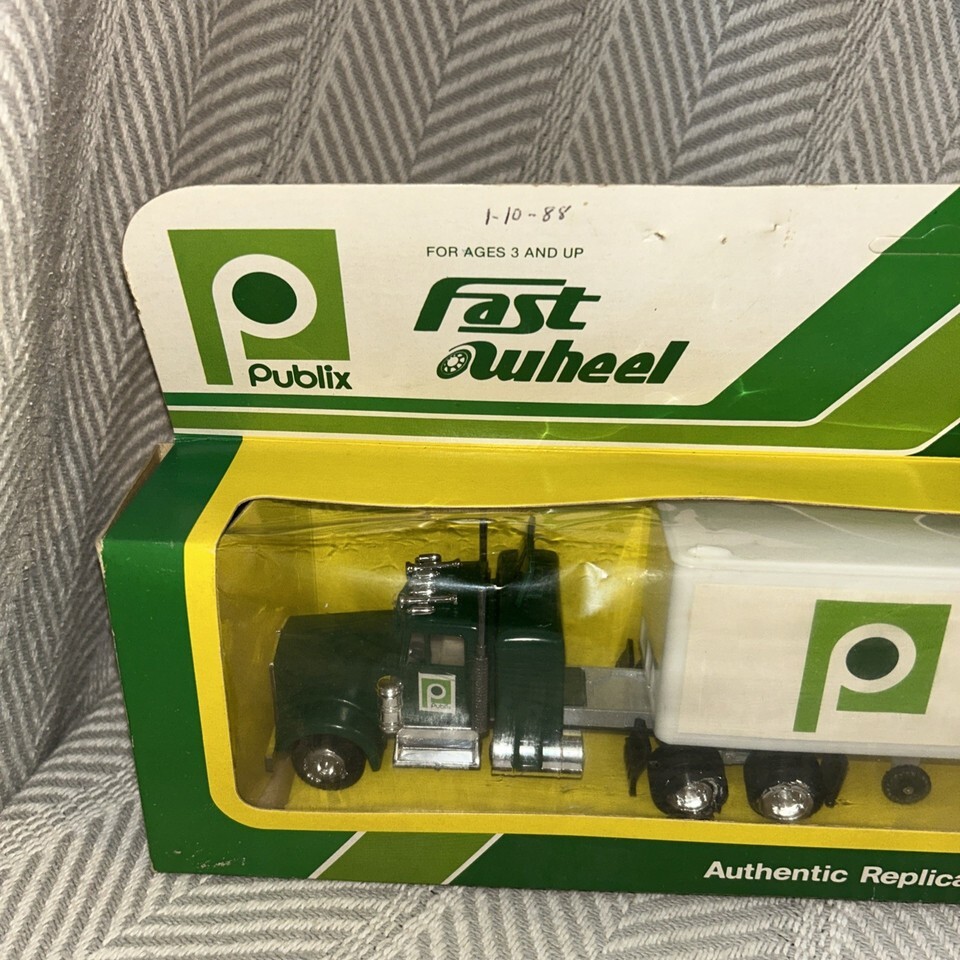 1-10-88
FOR AGES 3 AND UP
Fast
wheel
Publix
Publix
Authentic Replica